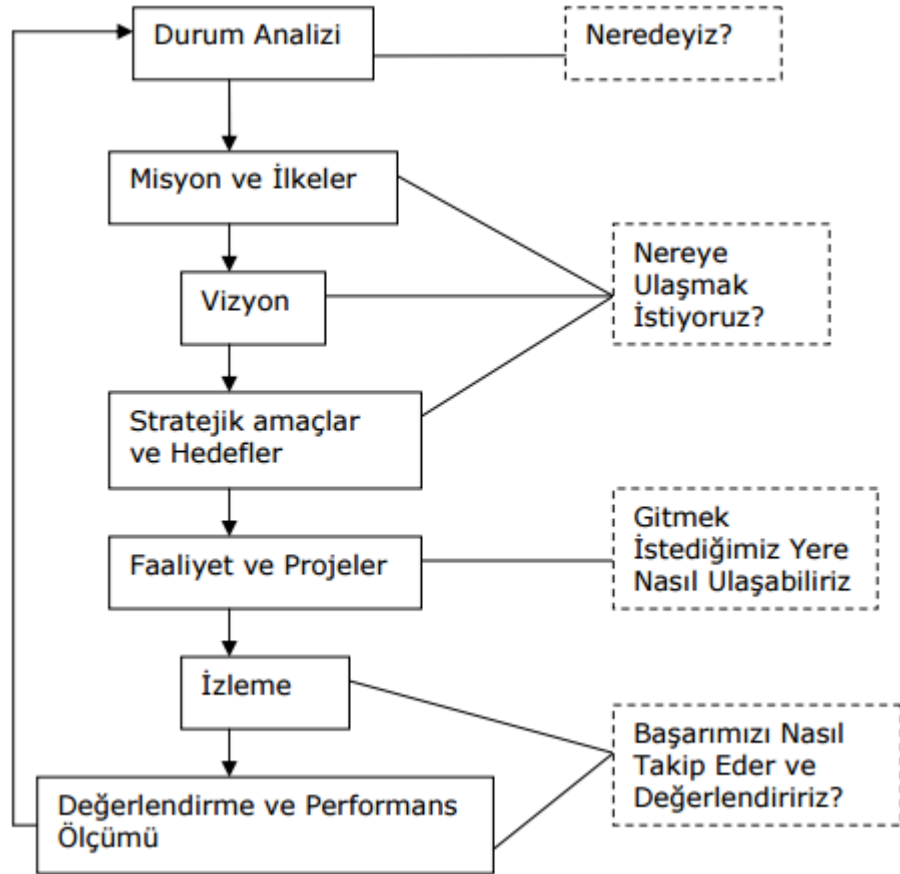 Durum Analizi
Neredeyiz?
Misyon ve İlkeler
Nereye
Ulaşmak
İstiyoruz?
Vizyon
Stratejik amaçlar
ve Hedefler
Gitmek
İstediğimiz Yere
Nasıl Ulaşabiliriz
Faaliyet ve Projeler
İzleme
Başarımızı Nasıl
Takip Eder ve
Değerlendiririz?
Değerlendirme ve Performans
Ölçümü